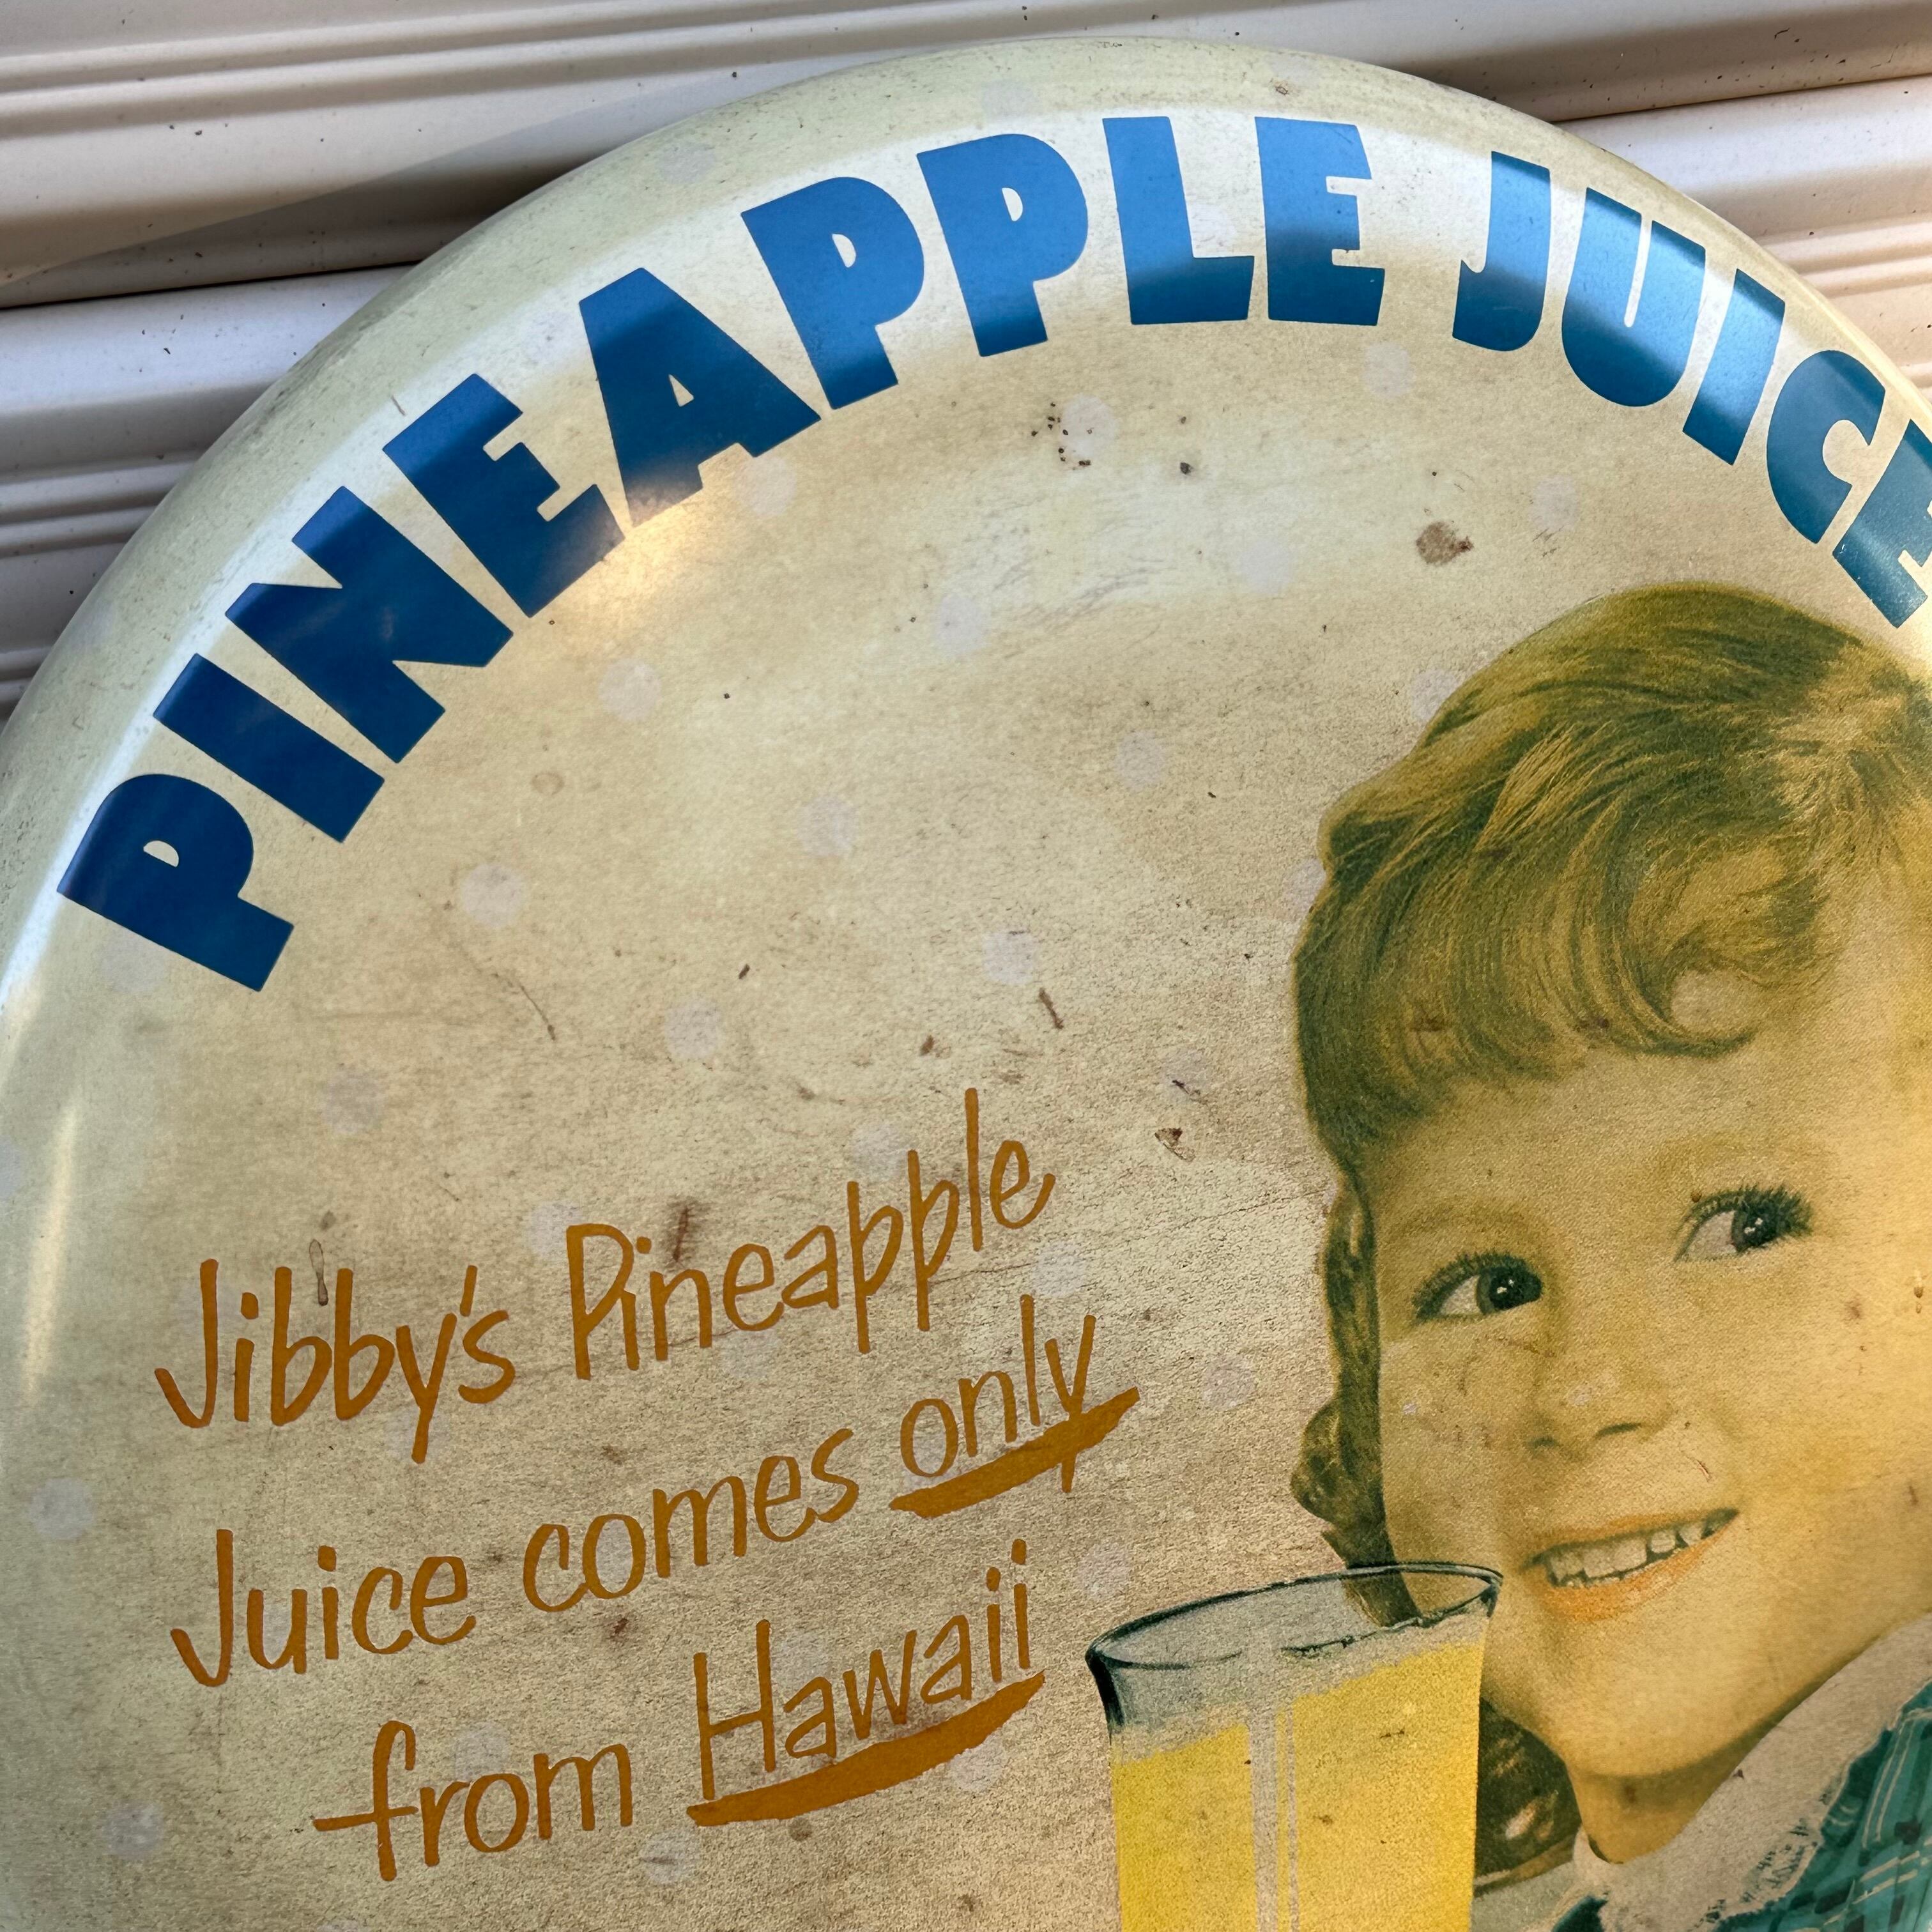 PINEAPPLE JUICE
Jibby's Pineapple
Juice comes only
from Hawaii